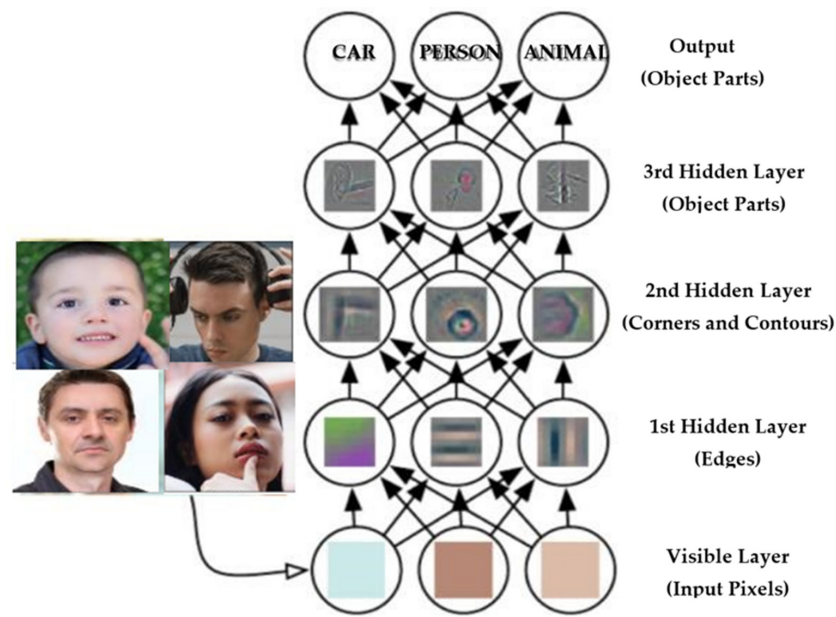 CAR PERSON ANIMAL
Output
(Object Parts)
3rd Hidden Layer
(Object Parts)
2nd Hidden Layer
(Corners and Contours)
1st Hidden Layer
(Edges)
Visible Layer
(Input Pixels)